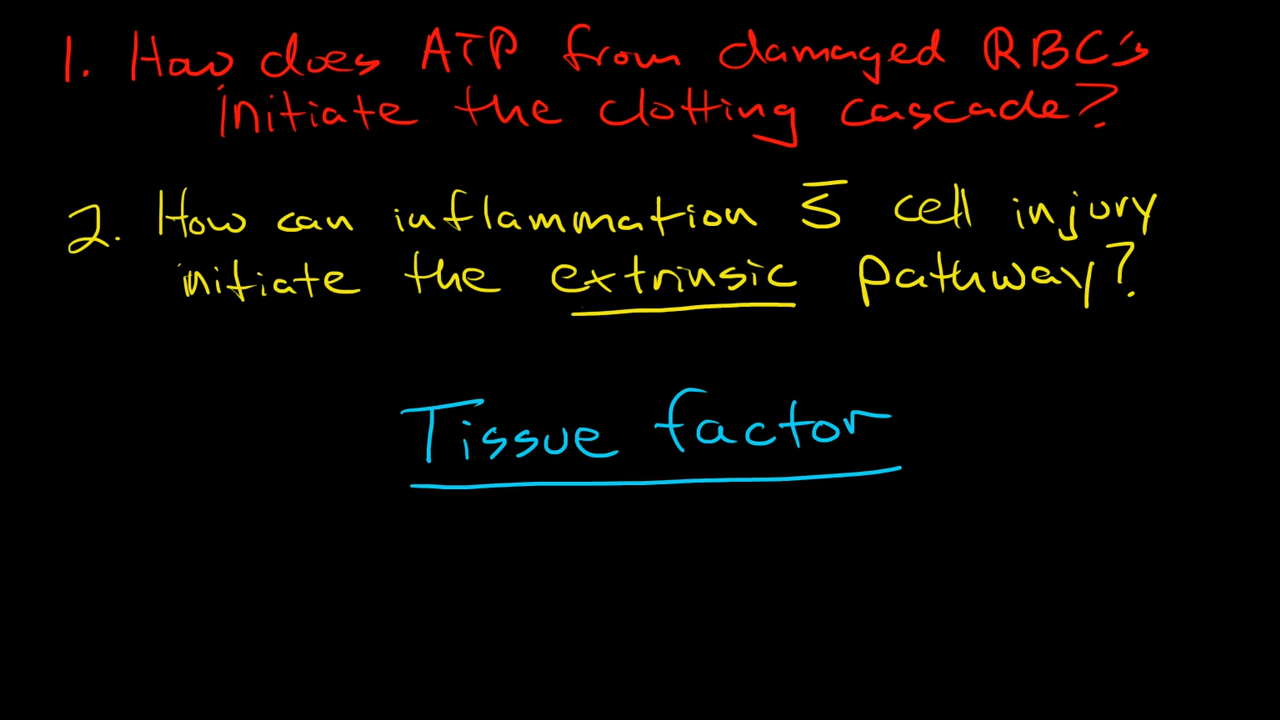 1. How does ATP from damaged RBC's
initiate the clotting cascade?
2. How can inflammation s̅ cell injury
initiate the extrinsic pathway?
Tissue factor